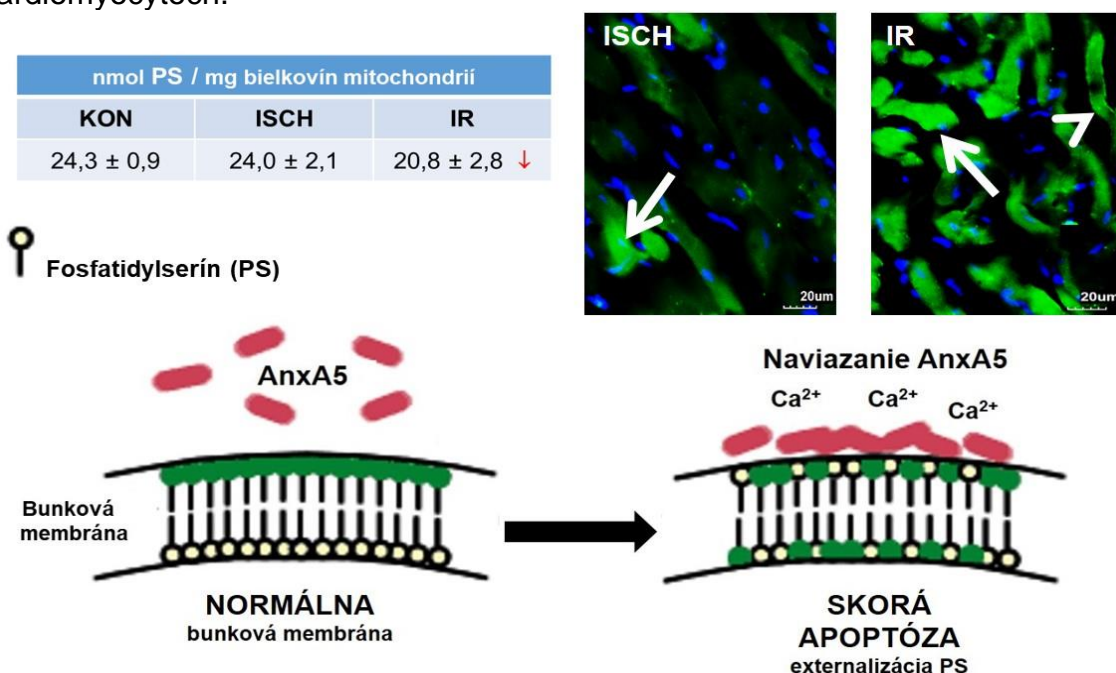 ardiomyocytoch.
nmol PS / mg bielkovín mitochondrií
KON ISCH IR
24,3 ± 0,9 24,0 ± 2,1 20,8 ± 2,8 ↓
ISCH
20um
IR
20um
Fosfatidylserín (PS)
AnxA5
Bunková
membrána
NORMÁLNA
bunková membrána
Naviazanie AnxA5
Ca²⁺ Ca²⁺ Ca²⁺
SKORÁ
APOPTÓZA
externalizácia PS